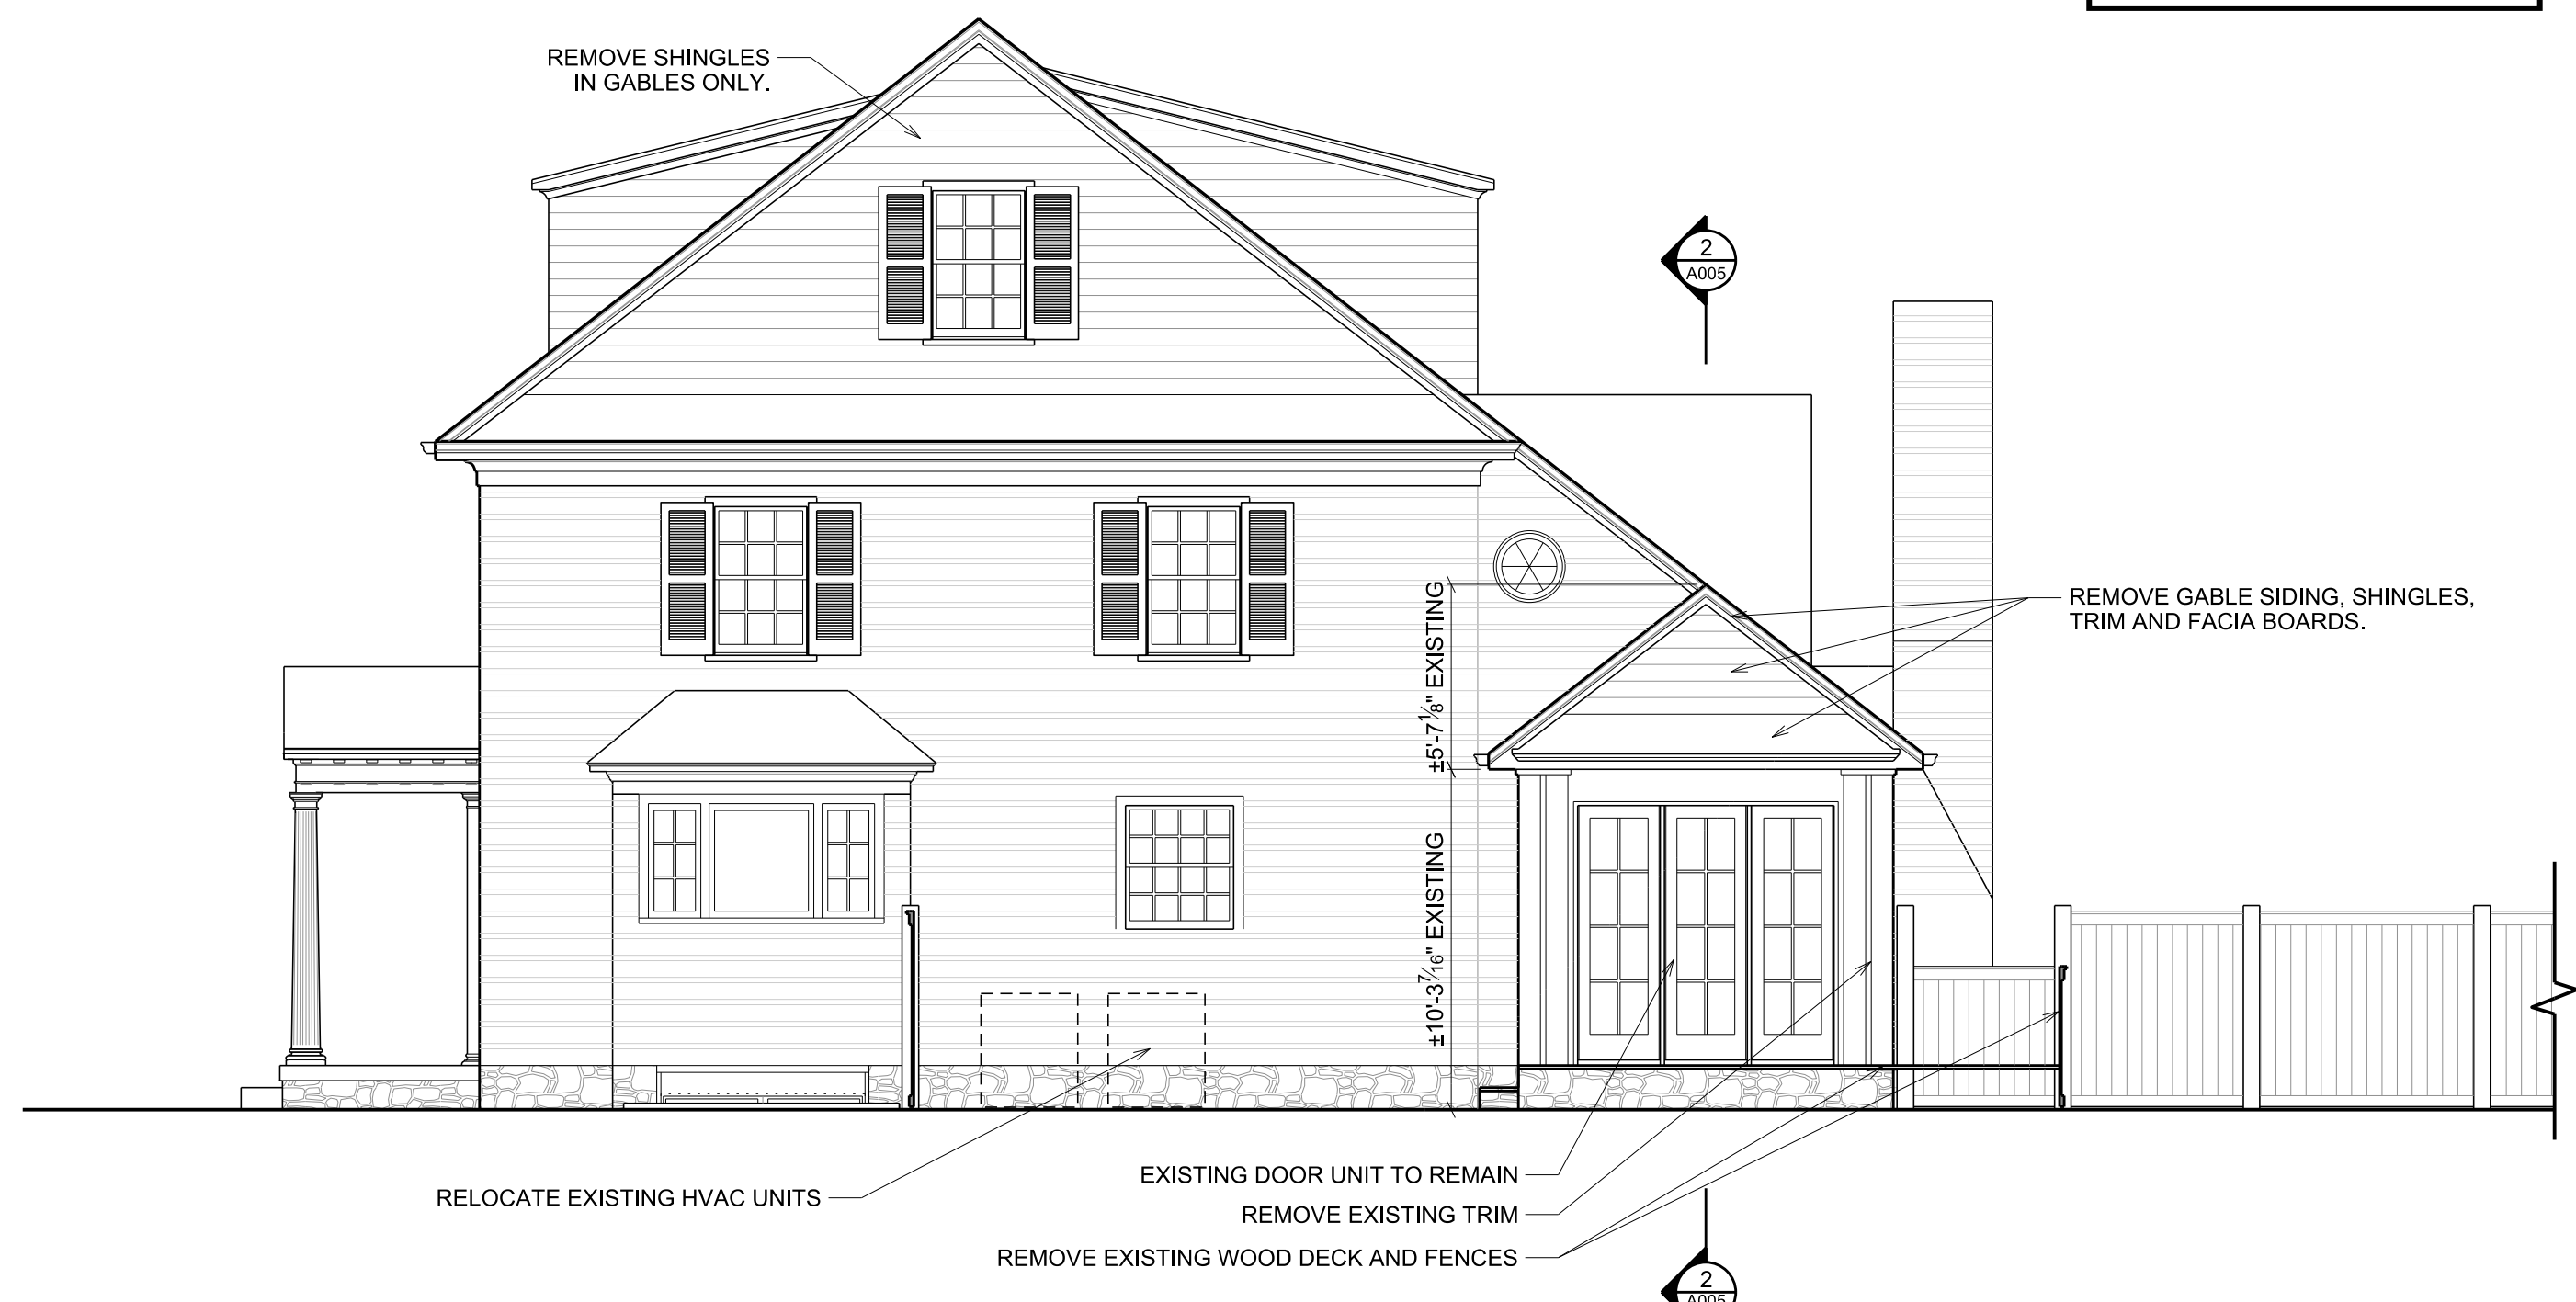 REMOVE SHINGLES
IN GABLES ONLY.
2
A005
REMOVE GABLE SIDING, SHINGLES,
TRIM AND FACIA BOARDS.
±5'-7⅛" EXISTING
±10'-3⁷⁄₁₆" EXISTING
EXISTING DOOR UNIT TO REMAIN
RELOCATE EXISTING HVAC UNITS
REMOVE EXISTING TRIM
REMOVE EXISTING WOOD DECK AND FENCES
2
A005